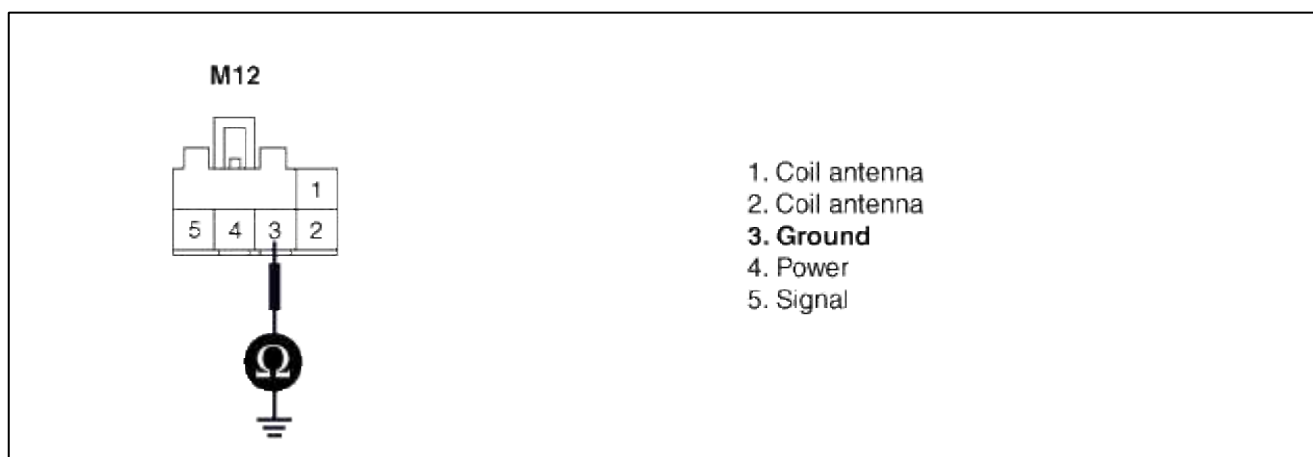 M12
1
5 4 3 2
Ω
1. Coil antenna
2. Coil antenna
3. Ground
4. Power
5. Signal